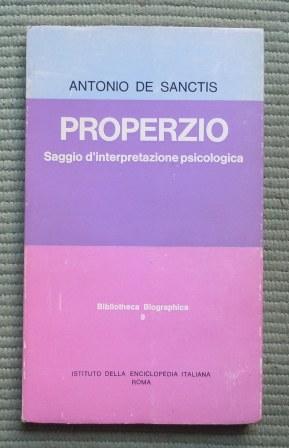 ANTONIO DE SANCTIS
PROPERZIO
Saggio d'interpretazione psicologica
Bibliotheca Biographica
9
ISTITUTO DELLA ENCICLOPEDIA ITALIANA
ROMA